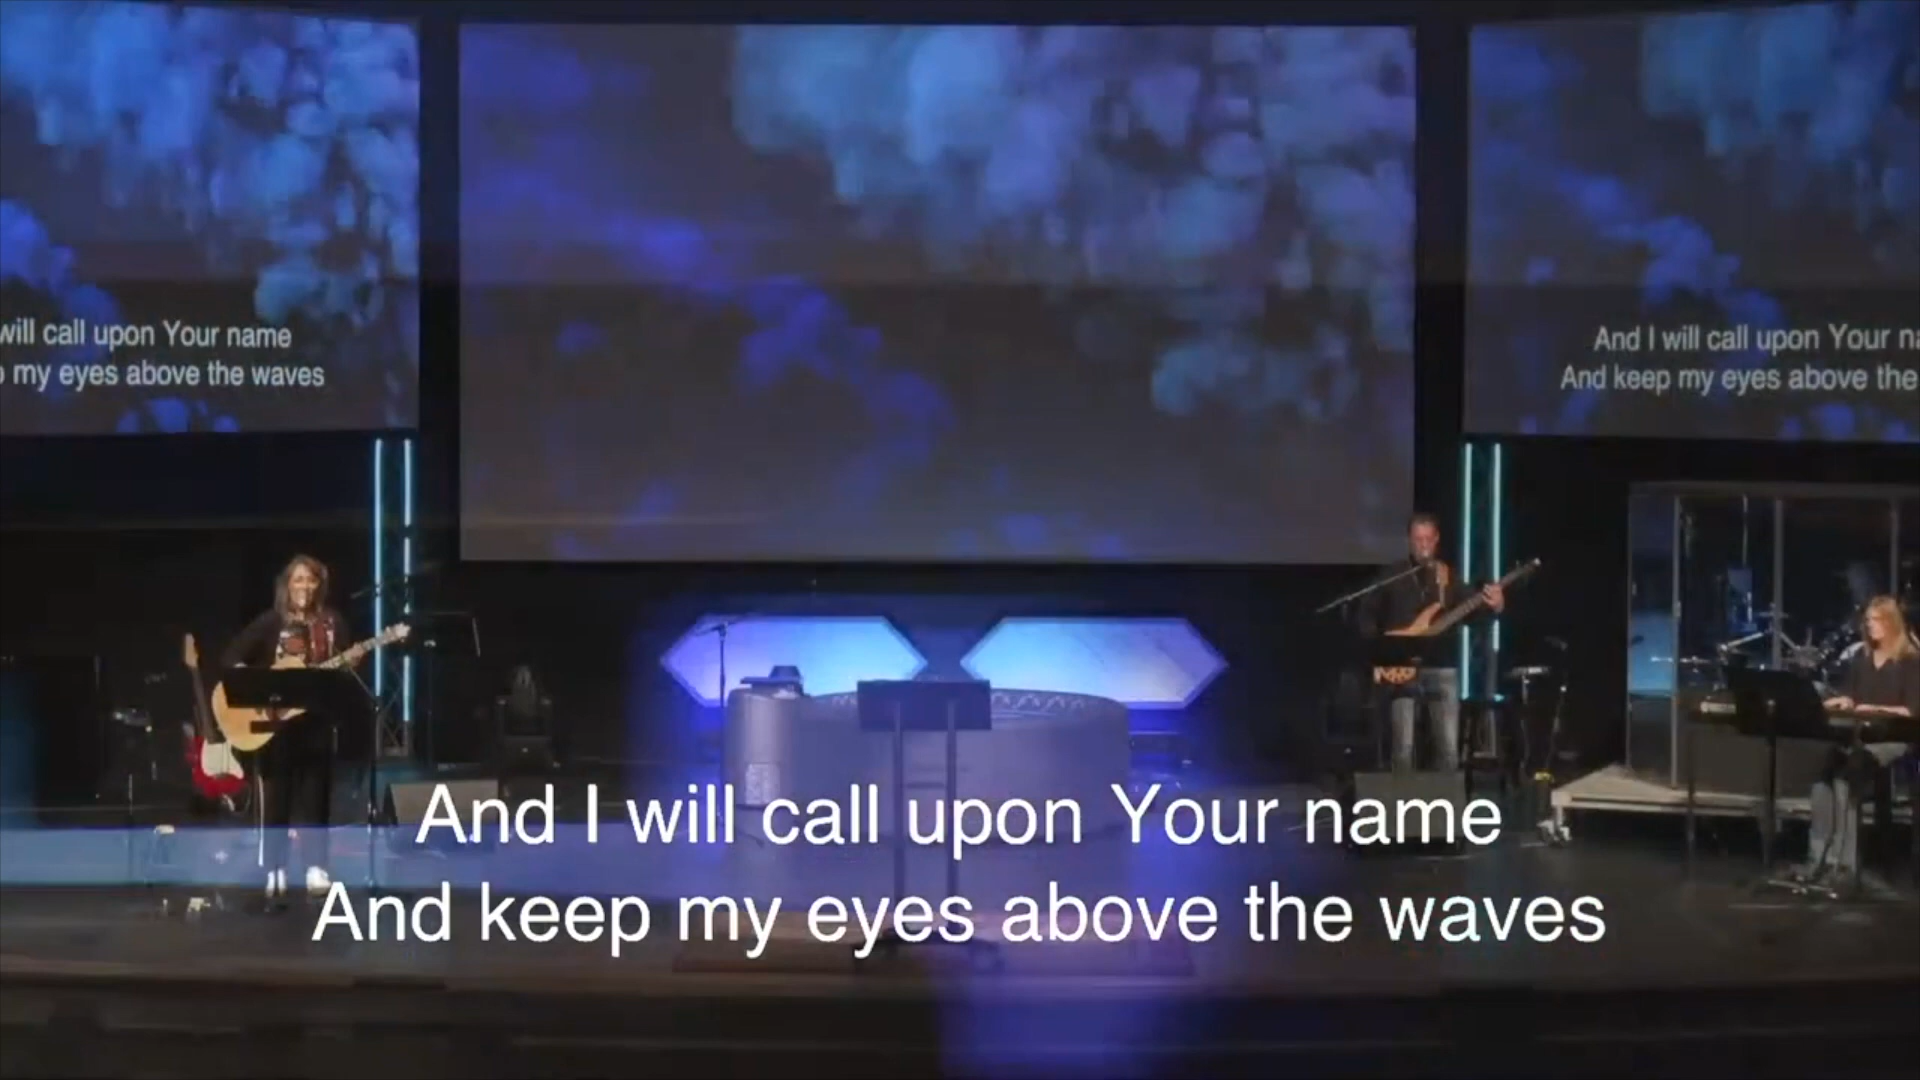 will call upon Your name
my eyes above the waves
And I will call upon Your
And keep my eyes above the
And I will call upon Your name
And keep my eyes above the waves